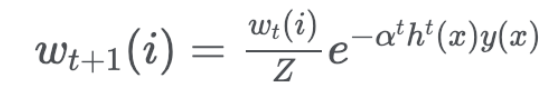 $w_{t+1}(i) = \frac{w_t(i)}{Z} e^{-\alpha^t h^t(x) y(x)}$